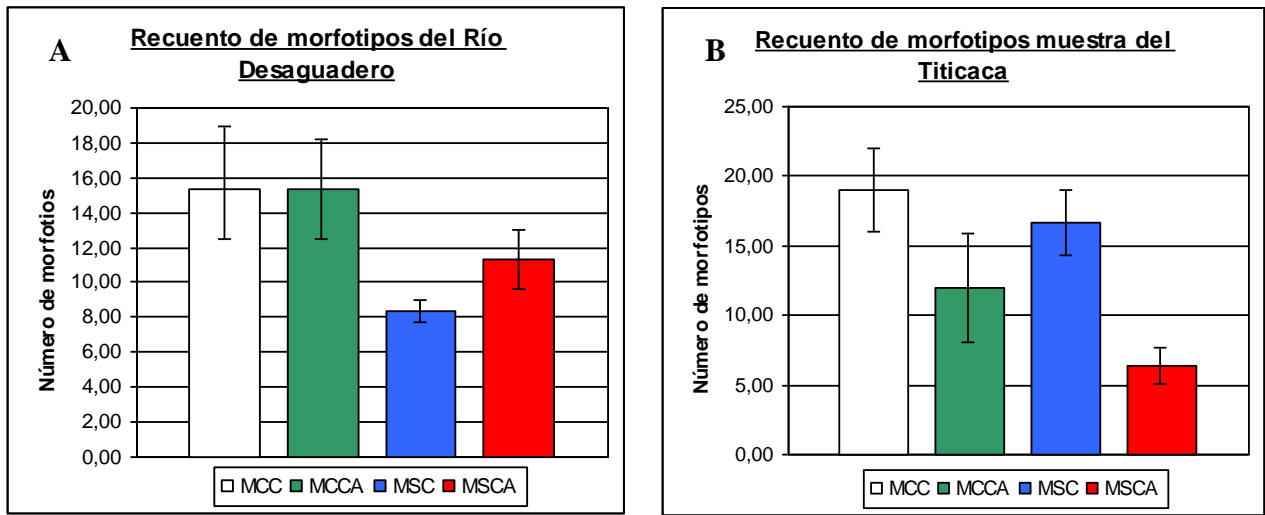 A
Recuento de morfotipos del Río
Desaguadero
Número de morfotios
20,00
18,00
16,00
14,00
12,00
10,00
8,00
6,00
4,00
2,00
0,00
MCC MCCA MSC MSCA
B
Recuento de morfotipos muestra del
Titicaca
Número de morfotipos
25,00
20,00
15,00
10,00
5,00
0,00
MCC MCCA MSC MSCA